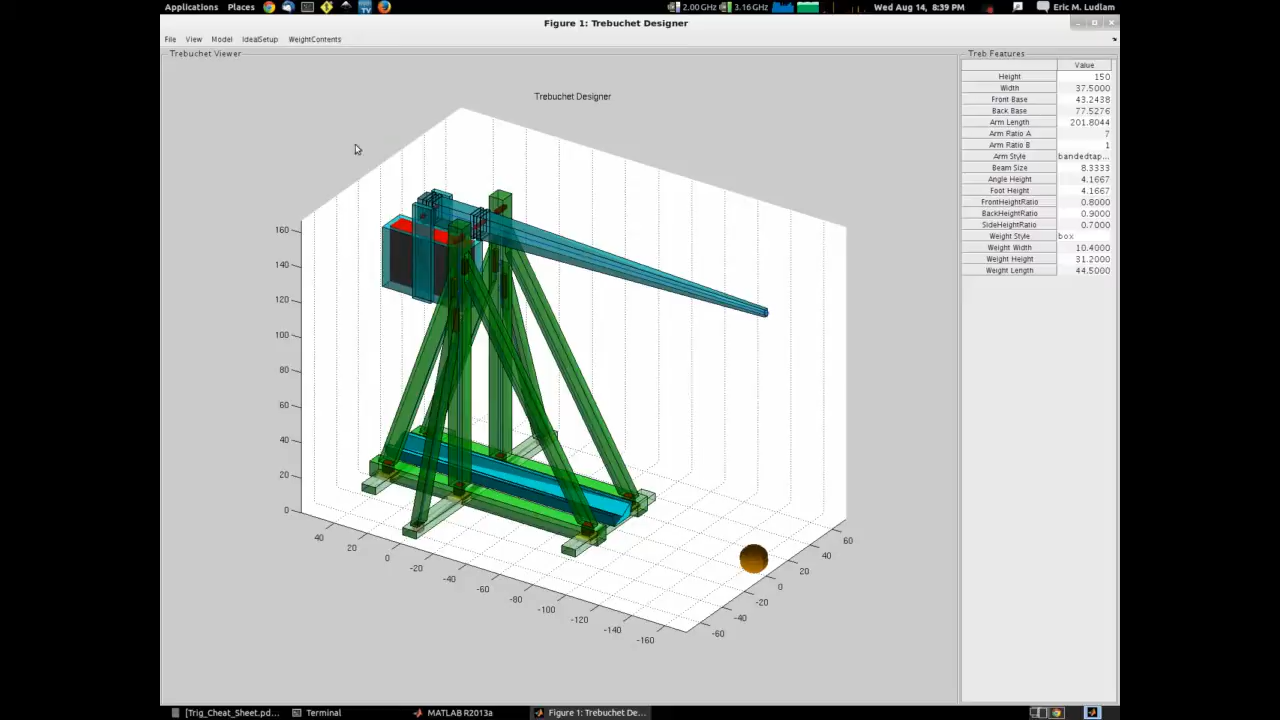 Applications Places TV 2.00 GHz 3.16 GHz Wed Aug 14, 8:39 PM Eric M. Ludlam
Figure 1: Trebuchet Designer
File View Model IdealSetup WeightContents
Trebuchet Viewer
Treb Features
Value
Height 150
Width 37.5000
Front Base 43.2438
Back Base 77.5276
Arm Length 201.8044
Arm Ratio A 7
Arm Ratio B 1
Arm Style bandedtap...
Beam Size 8.3333
Angle Height 4.1667
Foot Height 4.1667
FrontHeightRatio 0.8000
BackHeightRatio 0.9000
SideHeightRatio 0.7000
Weight Style box
Weight Width 10.4000
Weight Height 31.2000
Weight Length 44.5000
Trebuchet Designer
160
140
120
100
80
60
40
20
0
40
20
0
-20
-40
-60
-80
-100
-120
-140
-160
60
40
20
0
-20
-40
-60
[Trig_Cheat_Sheet.pd... Terminal MATLAB R2013a Figure 1: Trebuchet De...